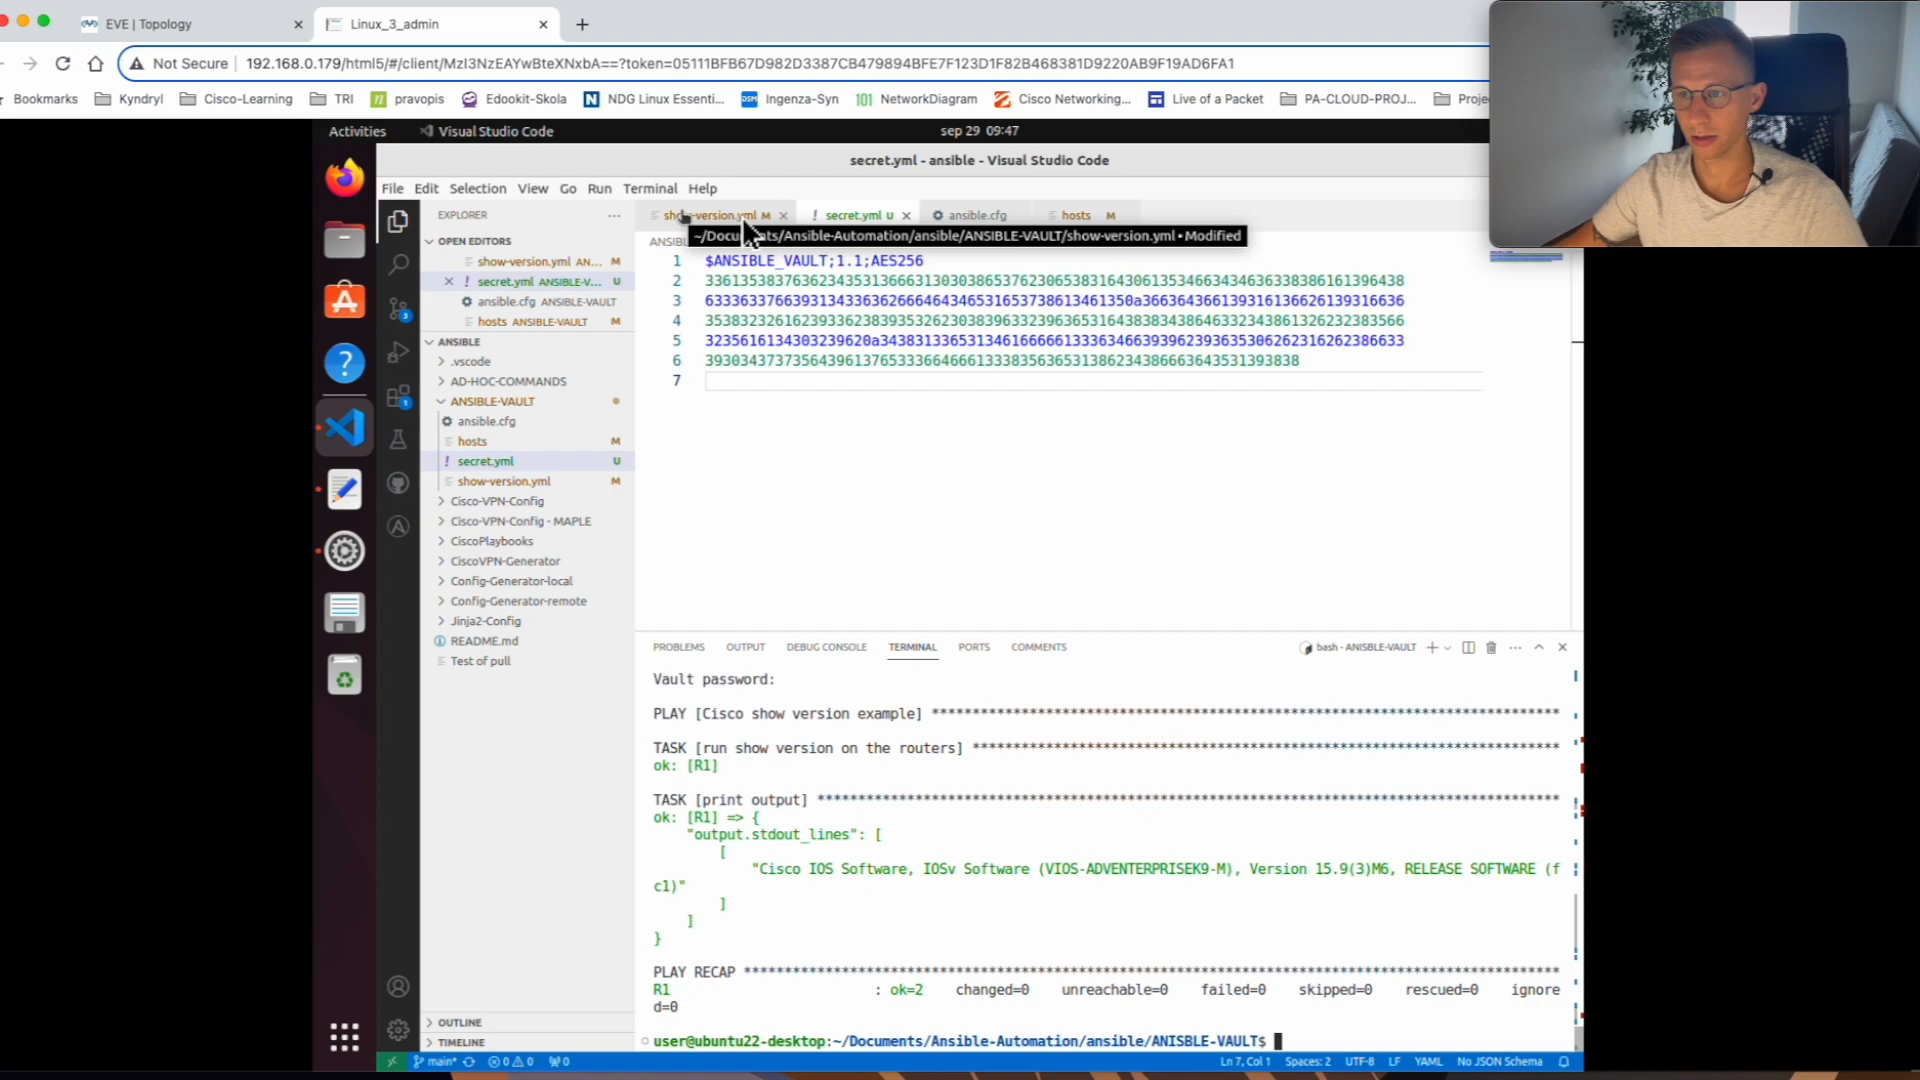 EVE | Topology
Linux_3_admin
Not Secure
192.168.0.179/html5/#/client/MzI3NzEAYwBteXNxbA==?token=05111BFB67D982D3387CB479894BFE7F123D1F82B468381D9220AB9F19AD6FA1
Bookmarks
Kyndryl
Cisco-Learning
TRI
pravopis
Edookit-Skola
NDG Linux Essenti...
Ingenza-Syn
NetworkDiagram
Cisco Networking...
Live of a Packet
PA-CLOUD-PROJ...
Activities
Visual Studio Code
sep 29 09:47
secret.yml - ansible - Visual Studio Code
File Edit Selection View Go Run Terminal Help
EXPLORER
OPEN EDITORS
show-version.yml AN... M
secret.yml ANSIBLE-V... U
ansible.cfg ANSIBLE-VAULT
hosts ANSIBLE-VAULT M
ANSIBLE
.vscode
AD-HOC-COMMANDS
ANSIBLE-VAULT
ansible.cfg
hosts M
secret.yml U
show-version.yml M
Cisco-VPN-Config
Cisco-VPN-Config - MAPLE
CiscoPlaybooks
CiscoVPN-Generator
Config-Generator-local
Config-Generator-remote
Jinja2-Config
README.md
Test of pull
OUTLINE
TIMELINE
secret.yml U
ansible.cfg
hosts M
~/Documents/Ansible-Automation/ansible/ANSIBLE-VAULT/show-version.yml • Modified
1 $ANSIBLE_VAULT;1.1;AES256
2
3
4
5
6
7
PROBLEMS OUTPUT DEBUG CONSOLE TERMINAL PORTS COMMENTS
bash - ANISBLE-VAULT
Vault password:
PLAY [Cisco show version example] ****
TASK [run show version on the routers] ****
ok: [R1]
TASK [print output] ****
ok: [R1] => {
"output.stdout_lines": [
[
"Cisco IOS Software, IOSv Software (VIOS-ADVENTERPRISEK9-M), Version 15.9(3)M6, RELEASE SOFTWARE (f
c1)"
]
]
}
PLAY RECAP ****
R1 : ok=2 changed=0 unreachable=0 failed=0 skipped=0 rescued=0 ignore
d=0
user@ubuntu22-desktop:~/Documents/Ansible-Automation/ansible/ANISBLE-VAULT$
main*
Ln 7, Col 1 Spaces: 2 UTF-8 LF YAML No JSON Schema